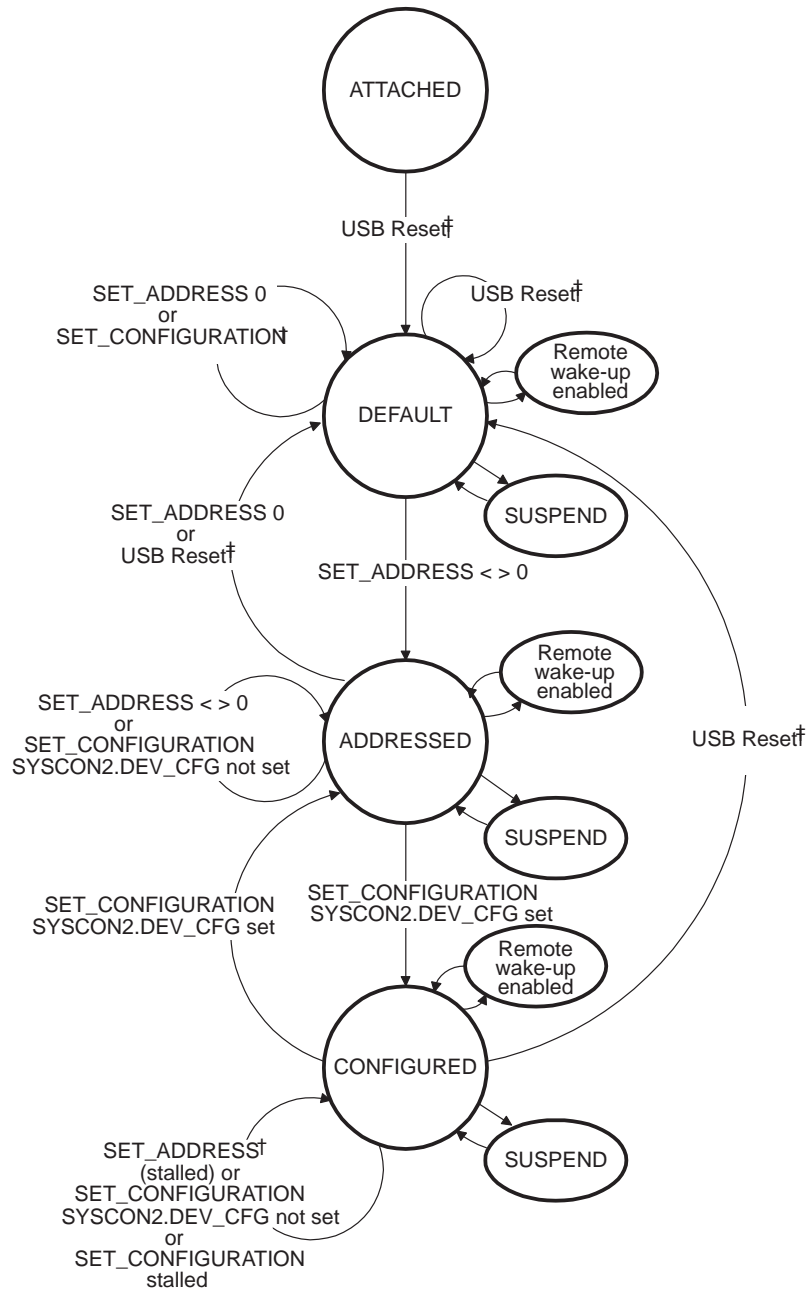 ATTACHED
USB Reset‡
SET_ADDRESS 0
or
SET_CONFIGURATION†
USB Reset‡
Remote
wake-up
enabled
DEFAULT
SUSPEND
SET_ADDRESS 0
or
USB Reset‡
SET_ADDRESS < > 0
Remote
wake-up
enabled
SET_ADDRESS < > 0
or
SET_CONFIGURATION
SYSCON2.DEV_CFG not set
ADDRESSED
USB Reset‡
SUSPEND
SET_CONFIGURATION
SYSCON2.DEV_CFG set
SET_CONFIGURATION
SYSCON2.DEV_CFG set
Remote
wake-up
enabled
CONFIGURED
SET_ADDRESS†
(stalled) or
SET_CONFIGURATION
SYSCON2.DEV_CFG not set
or
SET_CONFIGURATION
stalled
SUSPEND